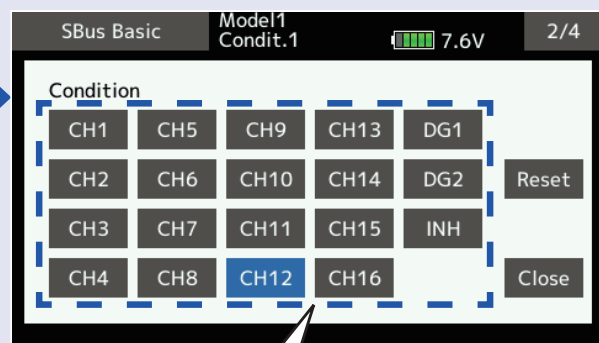 SBus Basic Model1 2/4
Condit.1 7.6V
Condition
CH1 CH5 CH9 CH13 DG1
CH2 CH6 CH10 CH14 DG2 Reset
CH3 CH7 CH11 CH15 INH
CH4 CH8 CH12 CH16 Close